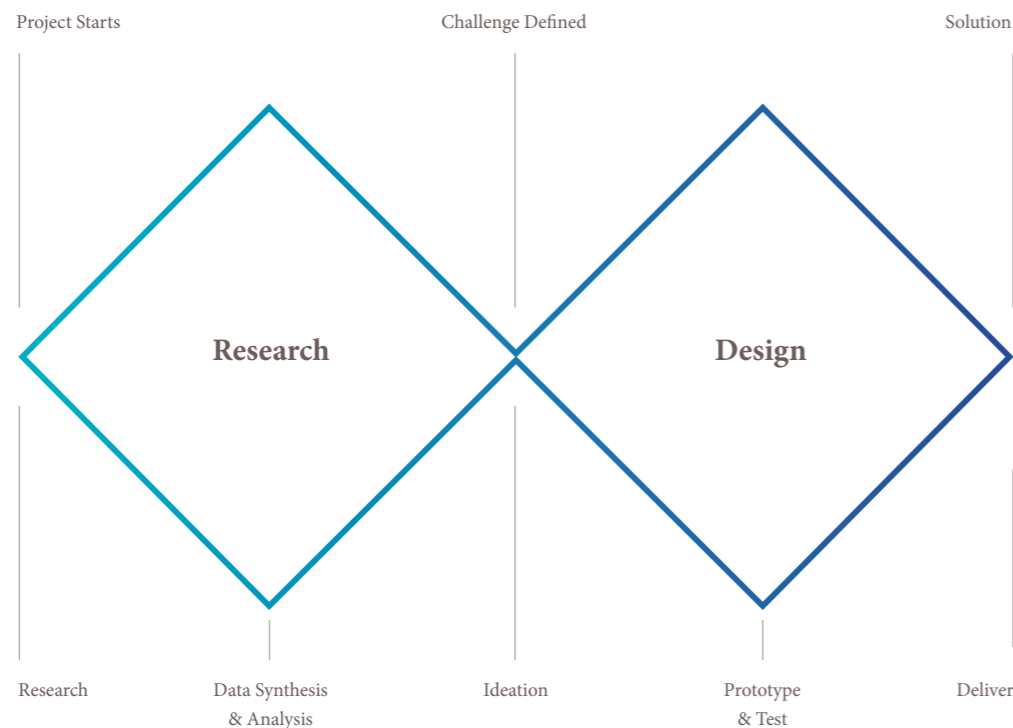 Project Starts
Challenge Defined
Solution
Research
Design
Research
Data Synthesis
& Analysis
Ideation
Prototype
& Test
Deliver